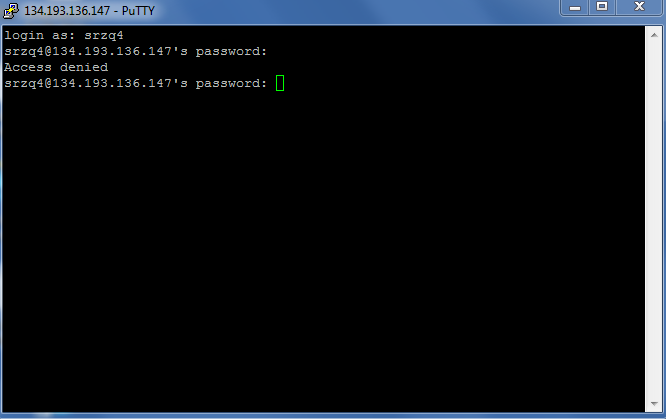 134.193.136.147 - PuTTY
login as: srzq4
srzq4@134.193.136.147's password:
Access denied
srzq4@134.193.136.147's password: